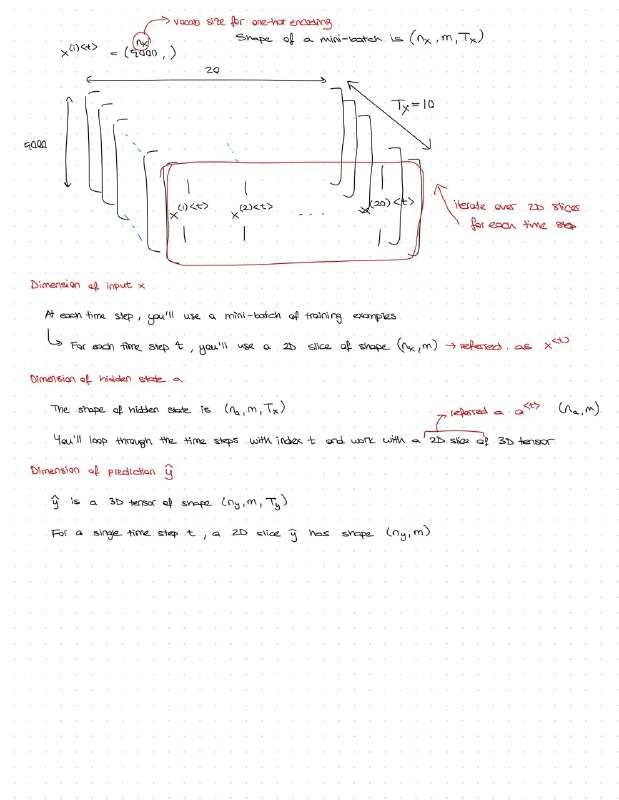 → vocab size for one-hot encoding
n_x
x^(i)<t> = (5000, )
Shape of a mini-batch is (n_x, m, T_x)
20
T_x = 10
5000
x^(1)<t> x^(2)<t> . . . x^(20)<t>
iterate over 2D slices
for each time step
Dimension of input x
At each time step, you'll use a mini-batch of training examples.
↳ For each time step t, you'll use a 2D slice of shape (n_x, m) → referred. as x^<t>
Dimension of hidden state a
The shape of hidden state is (n_a, m, T_x)
→ referred a a^<t> (n_a, m)
You'll loop through the time steps with index t and work with a 2D slice of 3D tensor
Dimension of prediction ŷ
ŷ is a 3D tensor of shape (n_y, m, T_y)
For a single time step t, a 2D slice ŷ has shape (n_y, m)